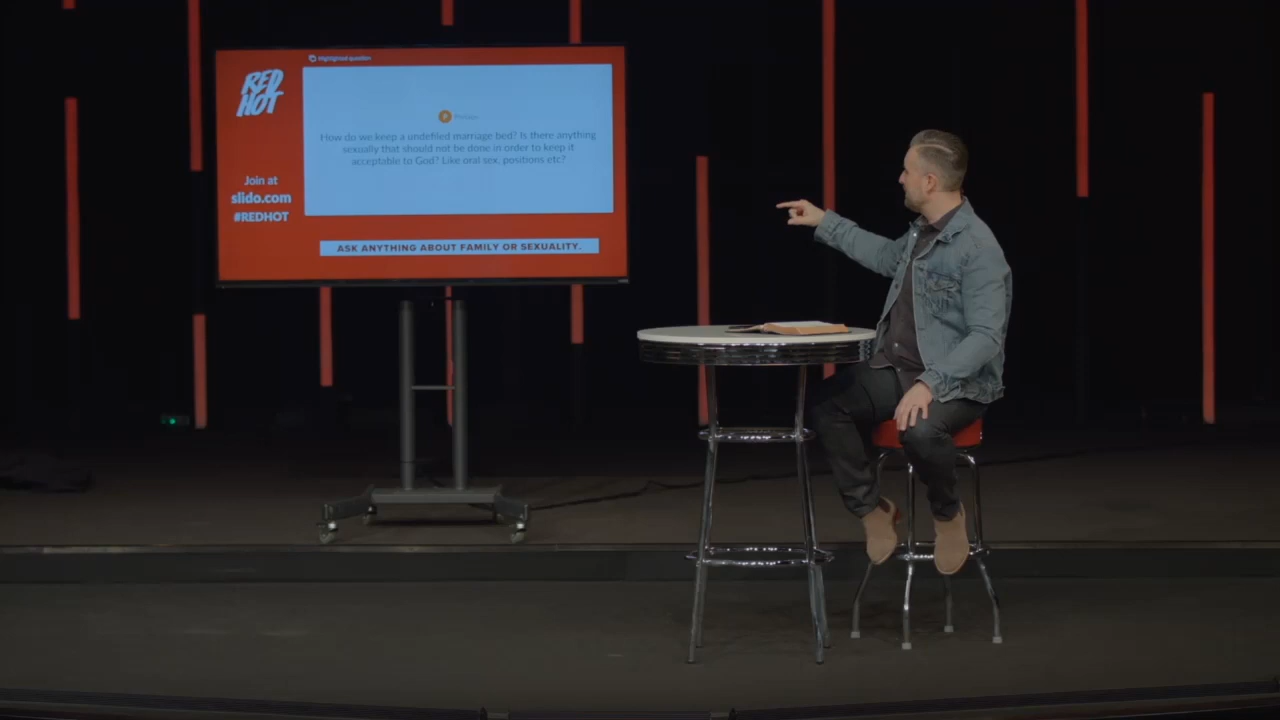 Highlighted question
RED
HOT
How do we keep a undefiled marriage bed? Is there anything
sexually that should not be done in order to keep it
acceptable to God? Like oral sex, positions etc?
Join at
slido.com
#REDHOT
ASK ANYTHING ABOUT FAMILY OR SEXUALITY.